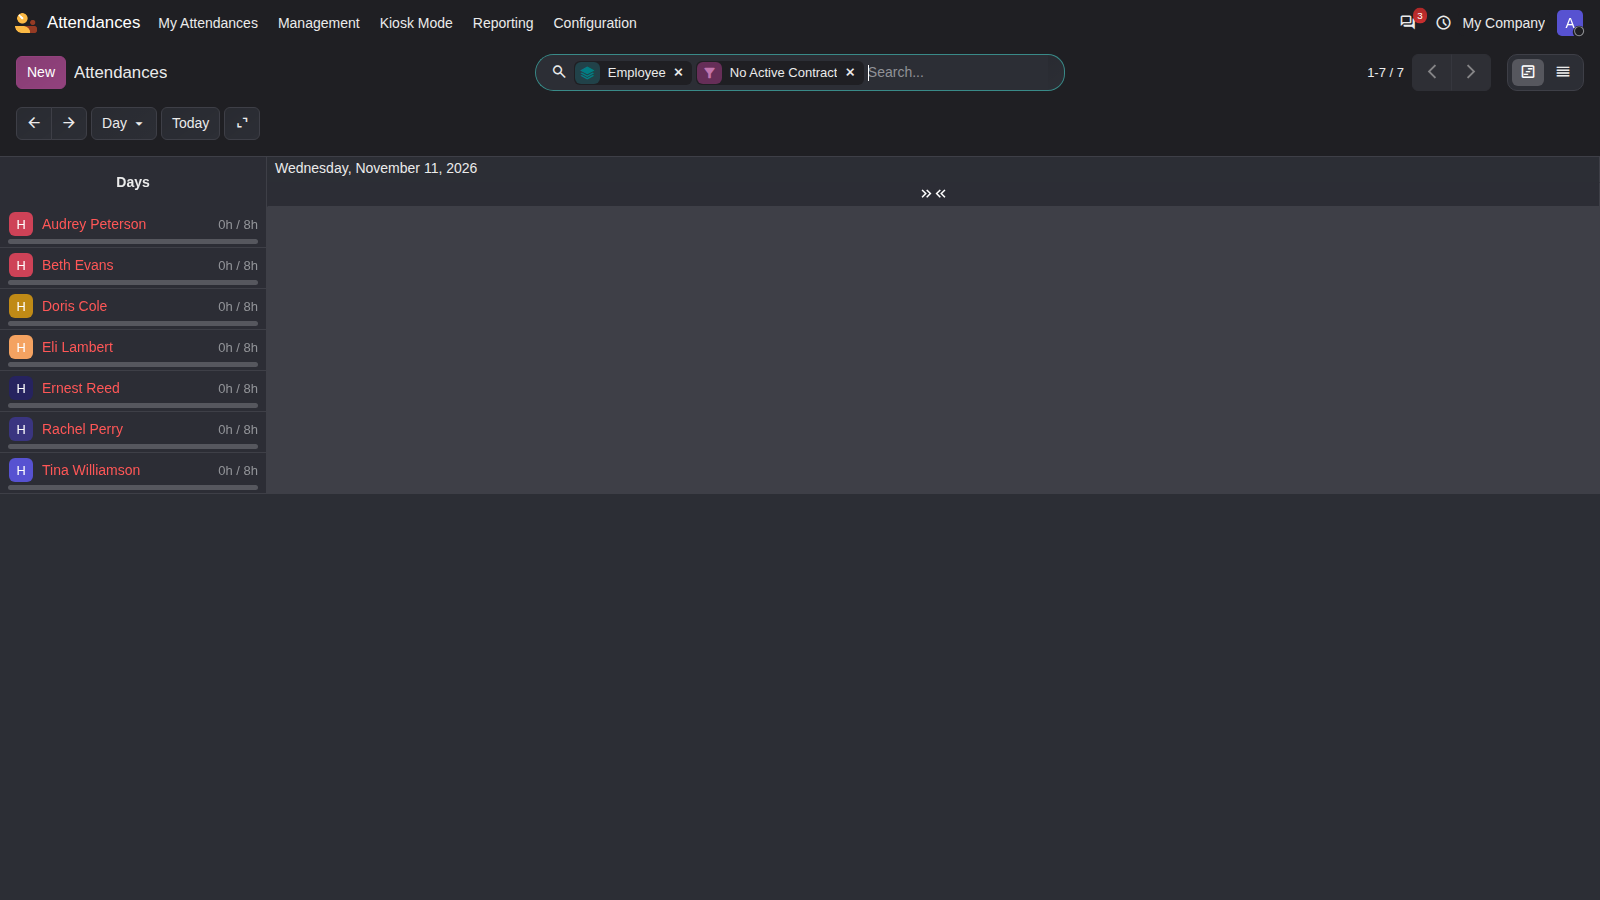 Attendances My Attendances Management Kiosk Mode Reporting Configuration 3 My Company A
New Attendances Employee No Active Contract Search... 1-7 / 7
Day Today
Days
Wednesday, November 11, 2026
H Audrey Peterson 0h / 8h
H Beth Evans 0h / 8h
H Doris Cole 0h / 8h
H Eli Lambert 0h / 8h
H Ernest Reed 0h / 8h
H Rachel Perry 0h / 8h
H Tina Williamson 0h / 8h